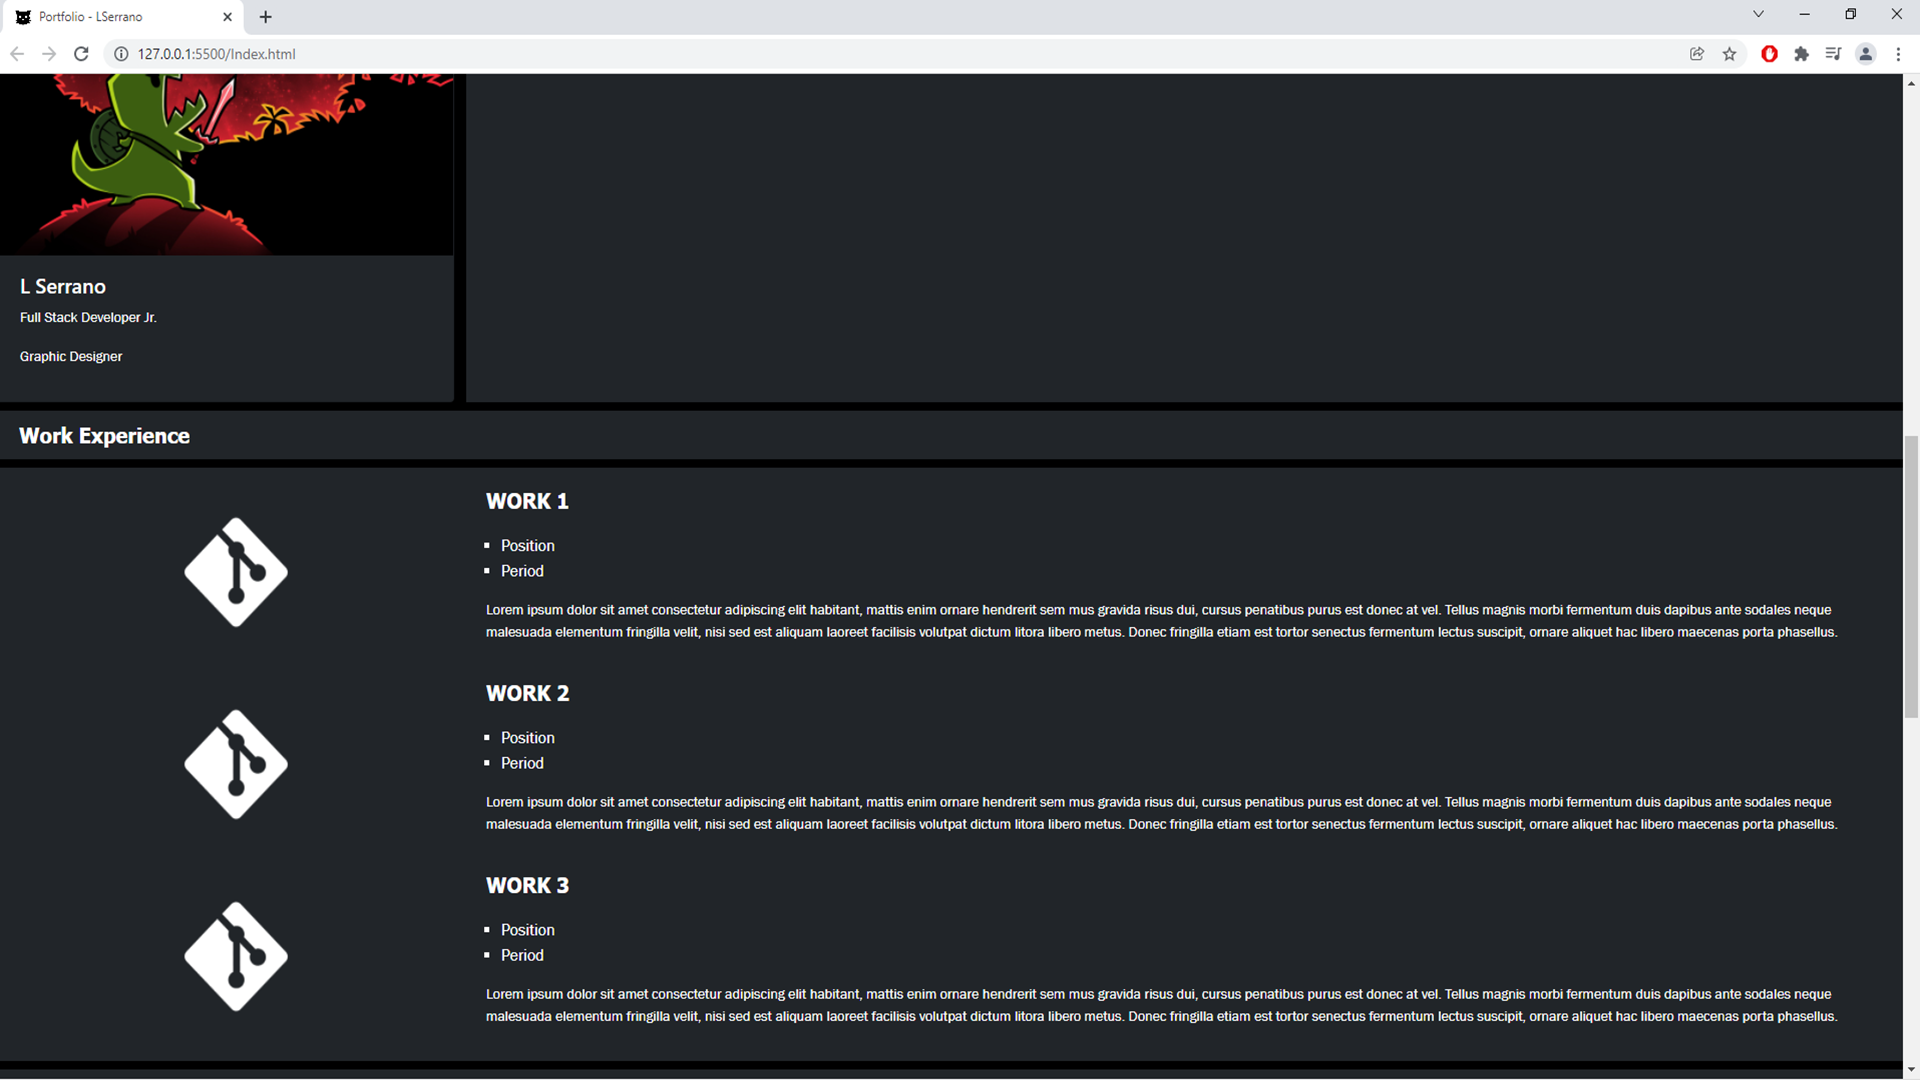 Portfolio - LSerrano
127.0.0.1:5500/Index.html
L Serrano
Full Stack Developer Jr.
Graphic Designer
Work Experience
WORK 1
Position
Period
Lorem ipsum dolor sit amet consectetur adipiscing elit habitant, mattis enim ornare hendrerit sem mus gravida risus dui, cursus penatibus purus est donec at vel. Tellus magnis morbi fermentum duis dapibus ante sodales neque
malesuada elementum fringilla velit, nisi sed est aliquam laoreet facilisis volutpat dictum litora libero metus. Donec fringilla etiam est tortor senectus fermentum lectus suscipit, ornare aliquet hac libero maecenas porta phasellus.
WORK 2
Position
Period
Lorem ipsum dolor sit amet consectetur adipiscing elit habitant, mattis enim ornare hendrerit sem mus gravida risus dui, cursus penatibus purus est donec at vel. Tellus magnis morbi fermentum duis dapibus ante sodales neque
malesuada elementum fringilla velit, nisi sed est aliquam laoreet facilisis volutpat dictum litora libero metus. Donec fringilla etiam est tortor senectus fermentum lectus suscipit, ornare aliquet hac libero maecenas porta phasellus.
WORK 3
Position
Period
Lorem ipsum dolor sit amet consectetur adipiscing elit habitant, mattis enim ornare hendrerit sem mus gravida risus dui, cursus penatibus purus est donec at vel. Tellus magnis morbi fermentum duis dapibus ante sodales neque
malesuada elementum fringilla velit, nisi sed est aliquam laoreet facilisis volutpat dictum litora libero metus. Donec fringilla etiam est tortor senectus fermentum lectus suscipit, ornare aliquet hac libero maecenas porta phasellus.